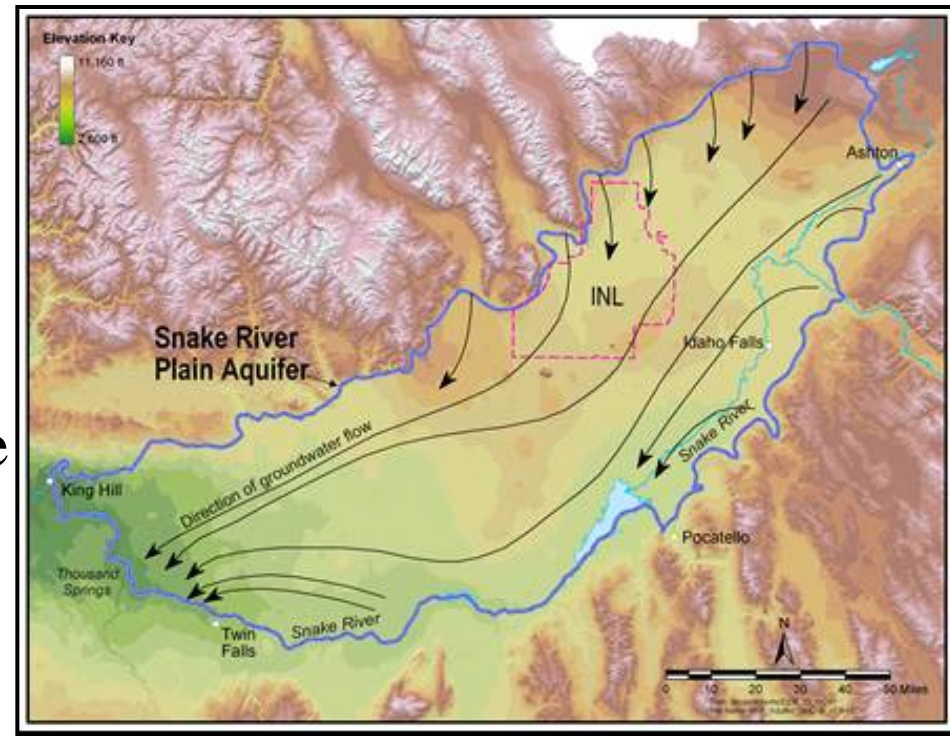 Elevation Key
11,160 ft
2,600 ft
Ashton
INL
Snake River
Plain Aquifer
Idaho Falls
Snake River
Direction of groundwater flow
e
King Hill
Pocatello
Thousand
Springs
Twin
Falls
Snake River
N
0 10 20 30 40 50 Miles